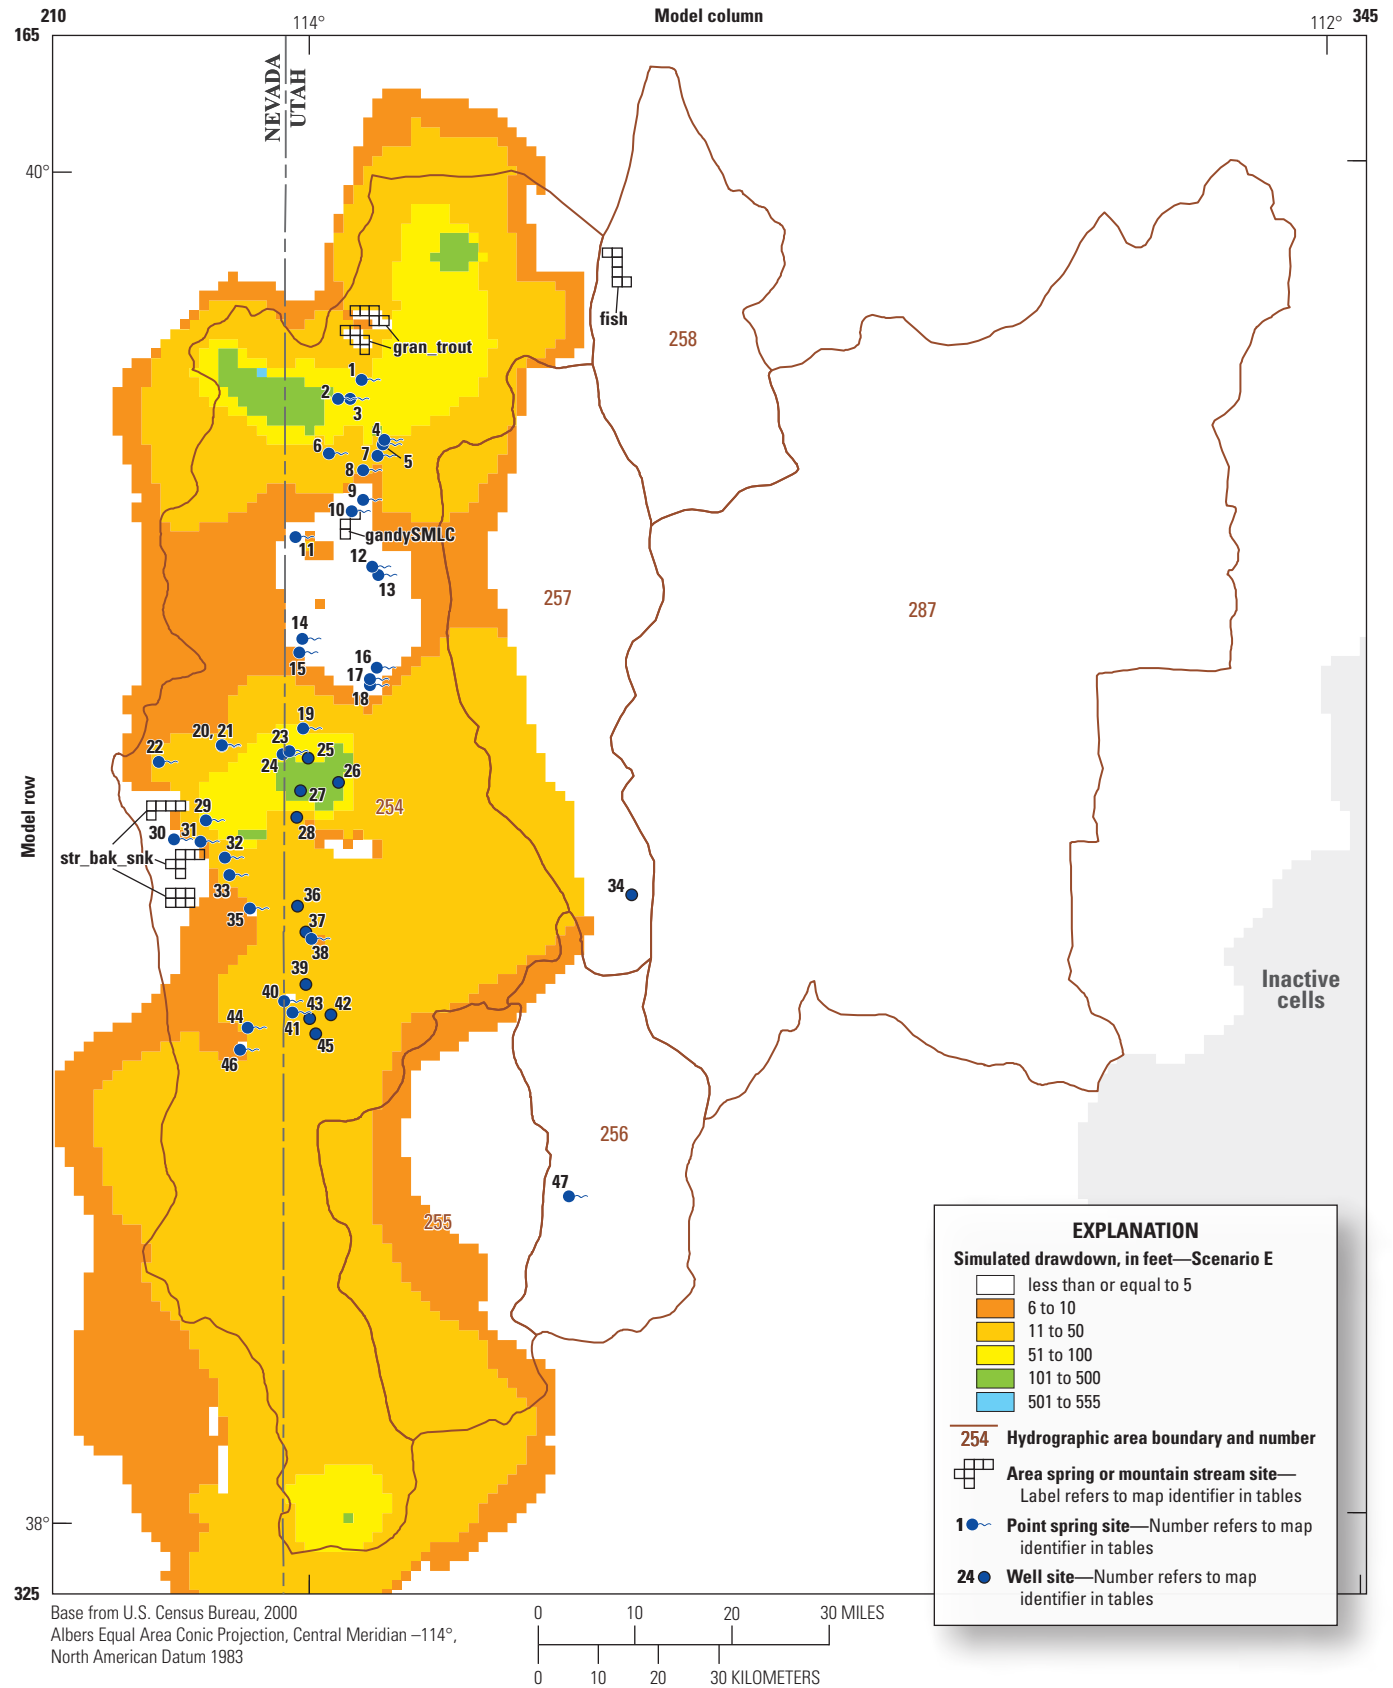 210
Model column
345
165
114°
112°
NEVADA
UTAH
40°
fish
258
gran_trout
1
2
3
4
5
6
7
8
9
10
gandySMLC
11
12
13
257
287
14
15
16
17
18
19
20, 21
22
23
24
25
26
27
28
254
29
30
31
32
str_bak_snk
33
34
35
36
37
38
39
40
41
42
43
44
45
46
Inactive
cells
Model row
256
47
255
38°
325
EXPLANATION
Simulated drawdown, in feet—Scenario E
less than or equal to 5
6 to 10
11 to 50
51 to 100
101 to 500
501 to 555
254 Hydrographic area boundary and number
Area spring or mountain stream site—
Label refers to map identifier in tables
1 Point spring site—Number refers to map
identifier in tables
24 Well site—Number refers to map
identifier in tables
Base from U.S. Census Bureau, 2000
Albers Equal Area Conic Projection, Central Meridian –114°,
North American Datum 1983
0 10 20 30 MILES
0 10 20 30 KILOMETERS